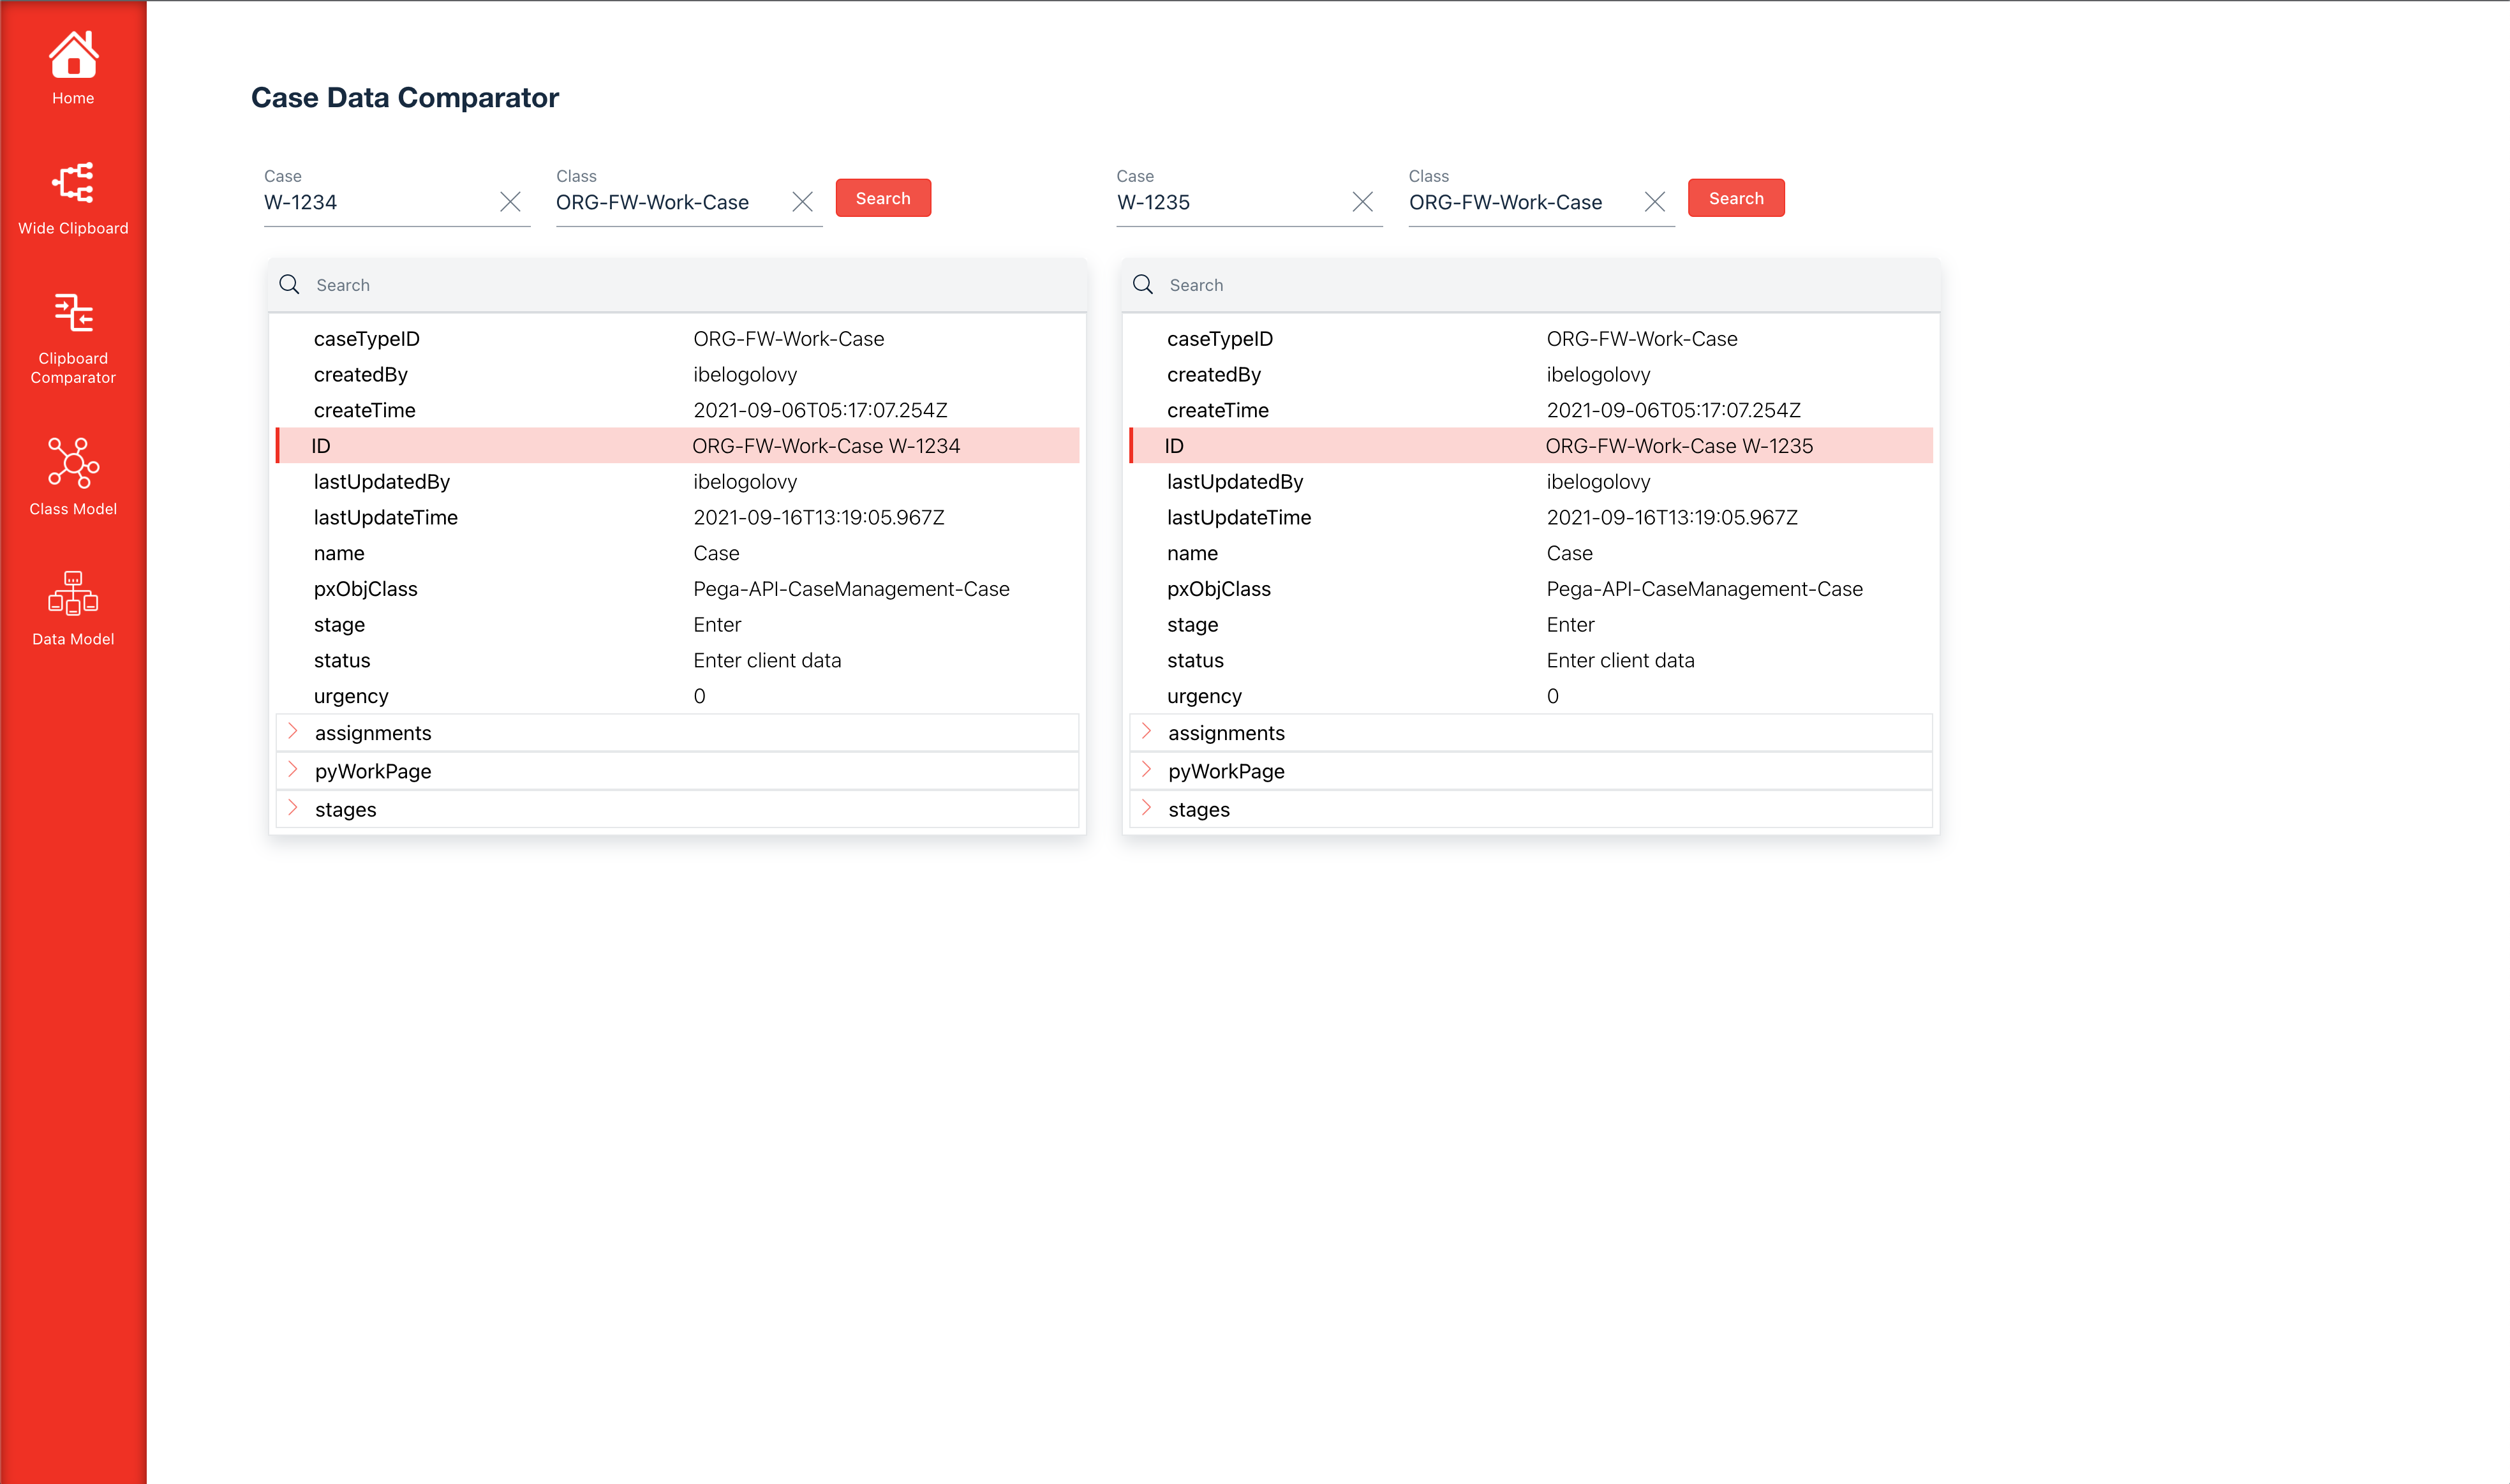 Home
Wide Clipboard
Clipboard
Comparator
Class Model
Data Model
Case Data Comparator
Case
W-1234
Class
ORG-FW-Work-Case
Search
Case
W-1235
Class
ORG-FW-Work-Case
Search
Search
caseTypeID ORG-FW-Work-Case
createdBy ibelogolovy
createTime 2021-09-06T05:17:07.254Z
ID ORG-FW-Work-Case W-1234
lastUpdatedBy ibelogolovy
lastUpdateTime 2021-09-16T13:19:05.967Z
name Case
pxObjClass Pega-API-CaseManagement-Case
stage Enter
status Enter client data
urgency 0
assignments
pyWorkPage
stages
Search
caseTypeID ORG-FW-Work-Case
createdBy ibelogolovy
createTime 2021-09-06T05:17:07.254Z
ID ORG-FW-Work-Case W-1235
lastUpdatedBy ibelogolovy
lastUpdateTime 2021-09-16T13:19:05.967Z
name Case
pxObjClass Pega-API-CaseManagement-Case
stage Enter
status Enter client data
urgency 0
assignments
pyWorkPage
stages